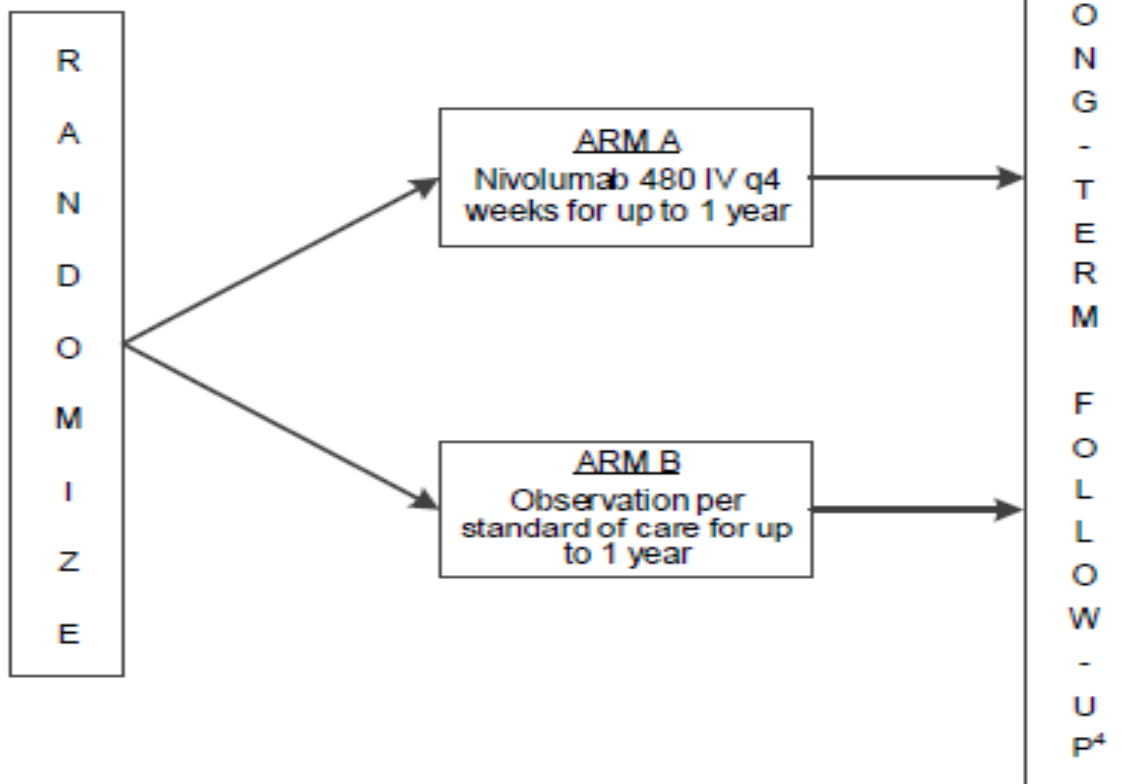 R
A
N
D
O
M
I
Z
E
ARM A
Nivolumab 480 IV q4
weeks for up to 1 year
ARM B
Observation per
standard of care for up
to 1 year
O
N
G
-
T
E
R
M
F
O
L
L
O
W
-
U
P⁴